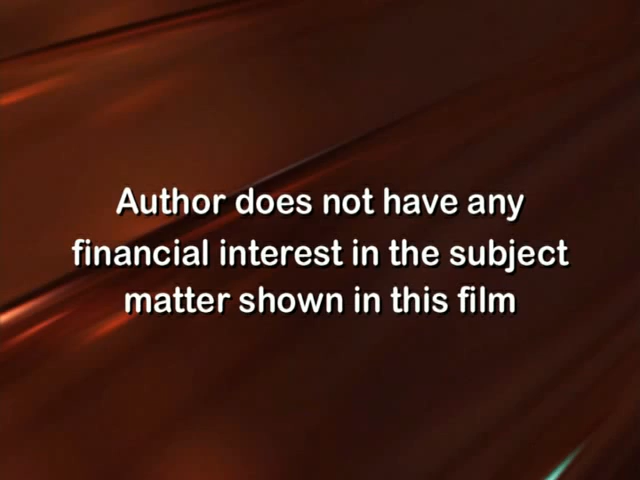 Author does not have any
financial interest in the subject
matter shown in this film